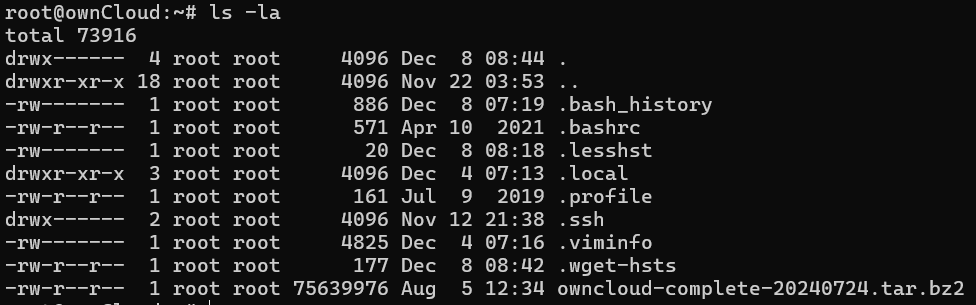 root@ownCloud:~# ls -la
total 73916
drwx------  4 root root     4096 Dec  8 08:44 .
drwxr-xr-x 18 root root     4096 Nov 22 03:53 ..
-rw-------  1 root root      886 Dec  8 07:19 .bash_history
-rw-r--r--  1 root root      571 Apr 10  2021 .bashrc
-rw-------  1 root root       20 Dec  8 08:18 .lesshst
drwxr-xr-x  3 root root     4096 Dec  4 07:13 .local
-rw-r--r--  1 root root      161 Jul  9  2019 .profile
drwx------  2 root root     4096 Nov 12 21:38 .ssh
-rw-------  1 root root     4825 Dec  4 07:16 .viminfo
-rw-r--r--  1 root root      177 Dec  8 08:42 .wget-hsts
-rw-r--r--  1 root root 75639976 Aug  5 12:34 owncloud-complete-20240724.tar.bz2